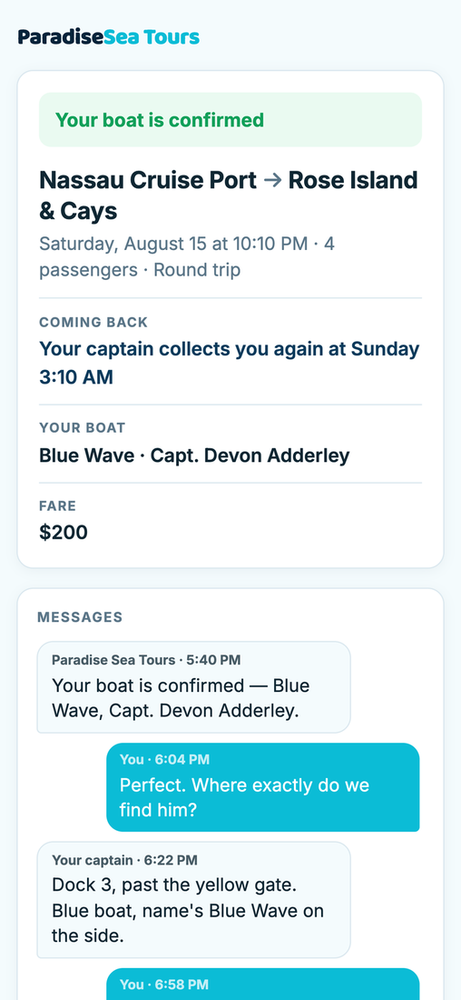 ParadiseSea Tours
Your boat is confirmed
Nassau Cruise Port → Rose Island
& Cays
Saturday, August 15 at 10:10 PM · 4
passengers · Round trip
COMING BACK
Your captain collects you again at Sunday
3:10 AM
YOUR BOAT
Blue Wave · Capt. Devon Adderley
FARE
$200
MESSAGES
Paradise Sea Tours · 5:40 PM
Your boat is confirmed — Blue
Wave, Capt. Devon Adderley.
You · 6:04 PM
Perfect. Where exactly do we
find him?
Your captain · 6:22 PM
Dock 3, past the yellow gate.
Blue boat, name's Blue Wave on
the side.
You · 6:58 PM